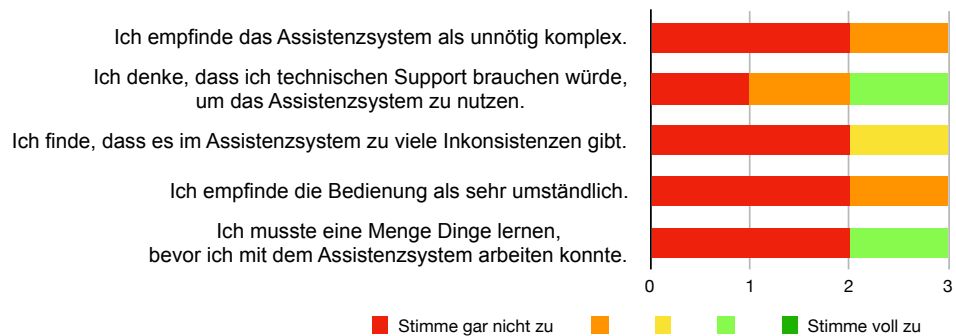 Ich empfinde das Assistenzsystem als unnötig komplex.
Ich denke, dass ich technischen Support brauchen würde,
um das Assistenzsystem zu nutzen.
Ich finde, dass es im Assistenzsystem zu viele Inkonsistenzen gibt.
Ich empfinde die Bedienung als sehr umständlich.
Ich musste eine Menge Dinge lernen,
bevor ich mit dem Assistenzsystem arbeiten konnte.
0 1 2 3
Stimme gar nicht zu Stimme voll zu